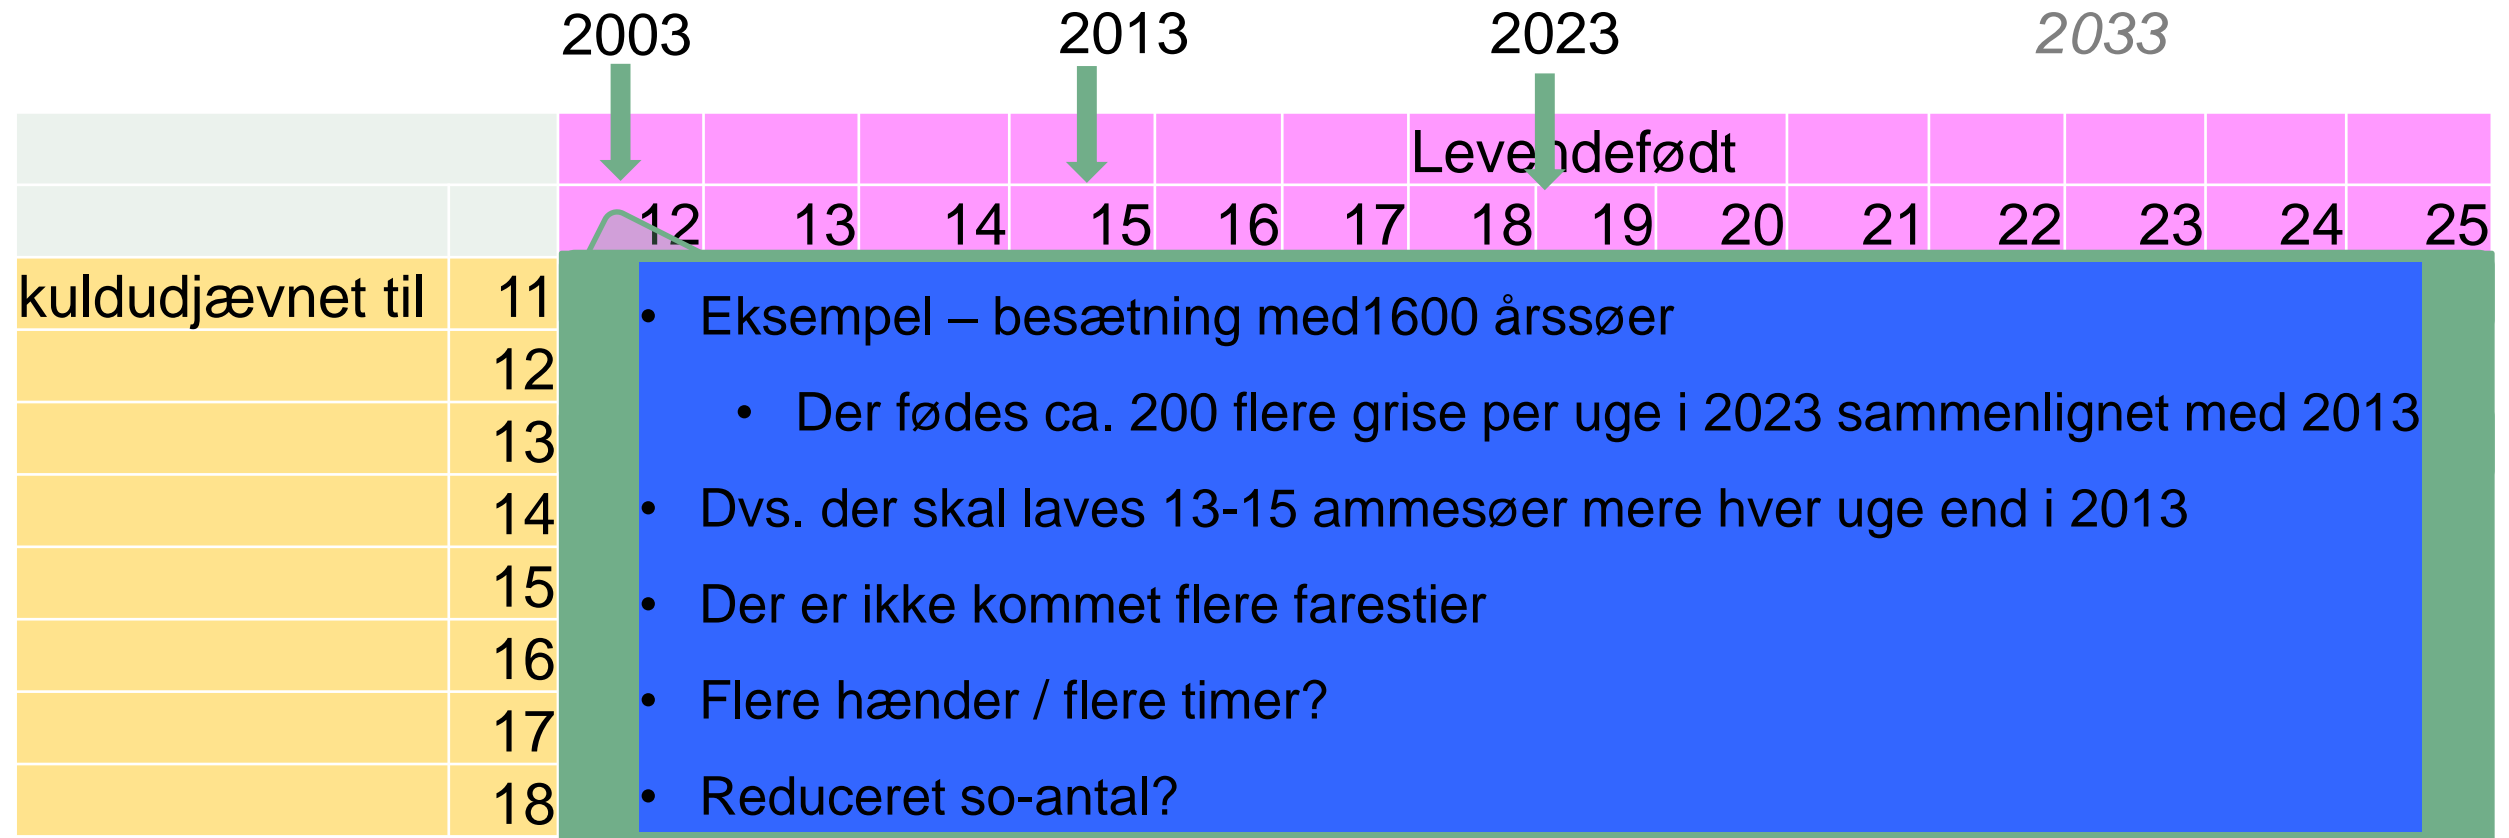 2003 2013 2023 2033
Levendefødt
12 13 14 15 16 17 18 19 20 21 22 23 24 25
kuldudjævnet til 11
• Eksempel – besætning med1600 årssøer
12
• Der fødes ca. 200 flere grise per uge i 2023 sammenlignet med 2013
13
14
• Dvs. der skal laves 13-15 ammesøer mere hver uge end i 2013
15
• Der er ikke kommet flere farestier
16
17
• Flere hænder / flere timer?
18
• Reduceret so-antal?